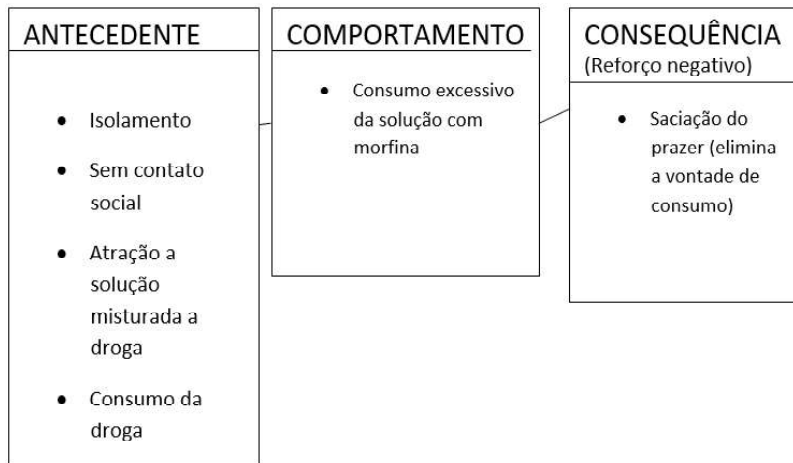 ANTECEDENTE
• Isolamento
• Sem contato
social
• Atração a
solução
misturada a
droga
• Consumo da
droga
COMPORTAMENTO
• Consumo excessivo
da solução com
morfina
CONSEQUÊNCIA
(Reforço negativo)
• Saciação do
prazer (elimina
a vontade de
consumo)